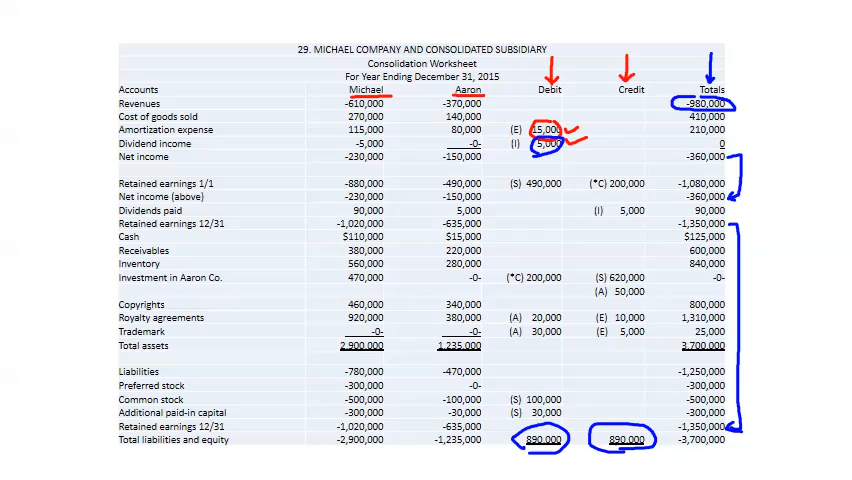 29. MICHAEL COMPANY AND CONSOLIDATED SUBSIDIARY
Consolidation Worksheet
For Year Ending December 31, 2015
Accounts Michael Aaron Debit Credit Totals
Revenues -610,000 -370,000 -980,000
Cost of goods sold 270,000 140,000 410,000
Amortization expense 115,000 80,000 (E) 15,000 210,000
Dividend income -5,000 -0- (I) 5,000 0
Net income -230,000 -150,000 -360,000
Retained earnings 1/1 -880,000 -490,000 (S) 490,000 (*C) 200,000 -1,080,000
Net income (above) -230,000 -150,000 -360,000
Dividends paid 90,000 5,000 (I) 5,000 90,000
Retained earnings 12/31 -1,020,000 -635,000 -1,350,000
Cash $110,000 $15,000 $125,000
Receivables 380,000 220,000 600,000
Inventory 560,000 280,000 840,000
Investment in Aaron Co. 470,000 -0- (*C) 200,000 (S) 620,000 -0-
(A) 50,000
Copyrights 460,000 340,000 800,000
Royalty agreements 920,000 380,000 (A) 20,000 (E) 10,000 1,310,000
Trademark -0- -0- (A) 30,000 (E) 5,000 25,000
Total assets 2,900,000 1,235,000 3,700,000
Liabilities -780,000 -470,000 -1,250,000
Preferred stock -300,000 -0- -300,000
Common stock -500,000 -100,000 (S) 100,000 -500,000
Additional paid-in capital -300,000 -30,000 (S) 30,000 -300,000
Retained earnings 12/31 -1,020,000 -635,000 -1,350,000
Total liabilities and equity -2,900,000 -1,235,000 890,000 890,000 -3,700,000